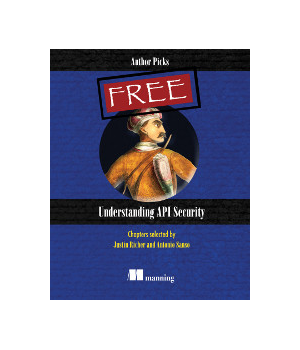 Author Picks
FREE
Understanding API Security
Chapters selected by
Justin Richer and Antonio Sanso
manning